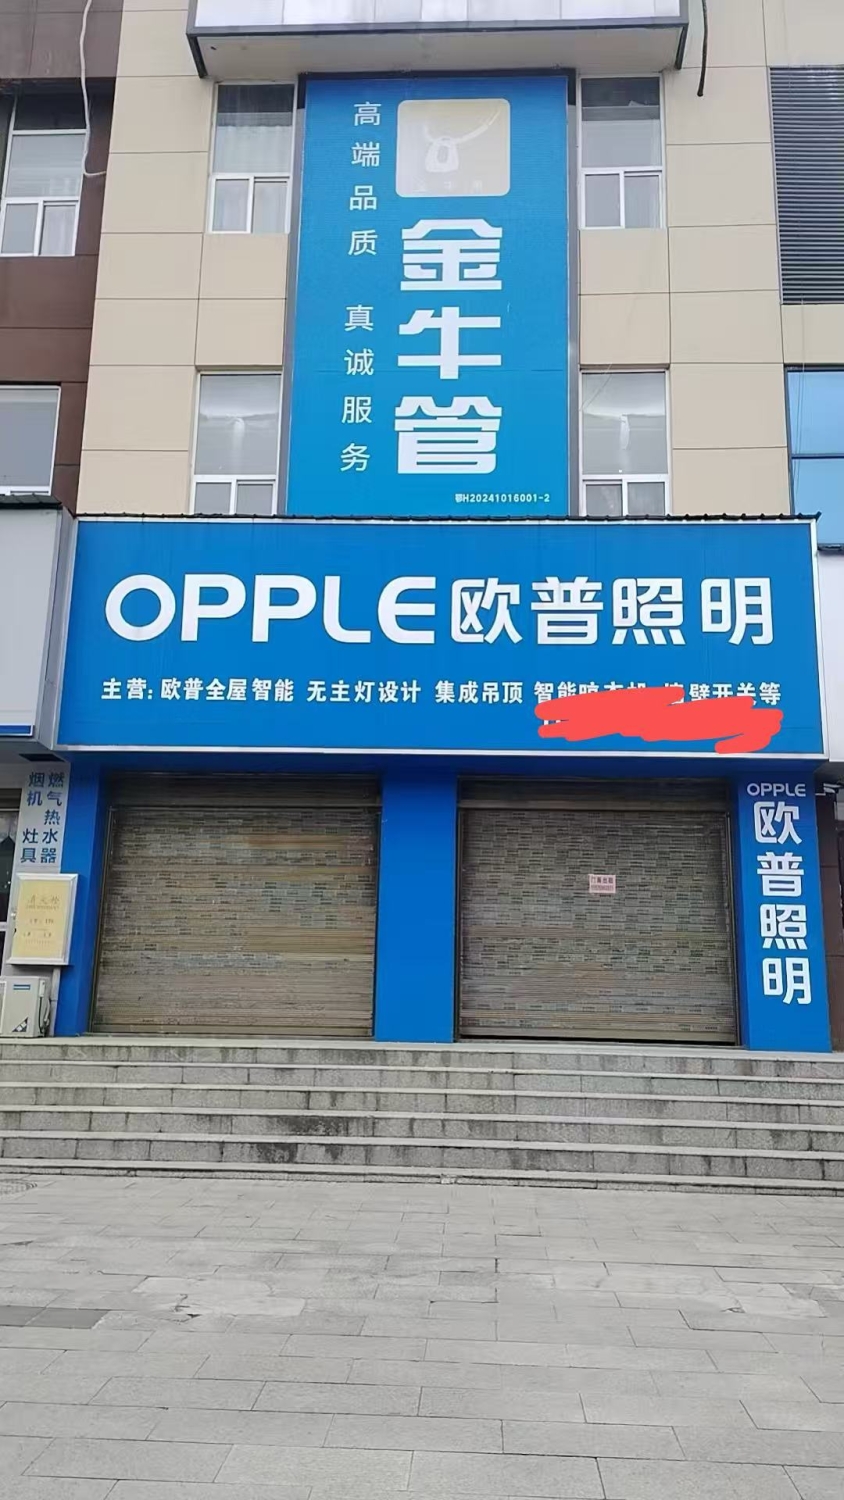 高端品质 真诚服务
金牛管
鄂H20241016001-2
OPPLE欧普照明
主营: 欧普全屋智能 无主灯设计 集成吊顶 智能晾衣机 墙壁开关等
燃气热水器
烟机 灶具
OPPLE
欧普照明